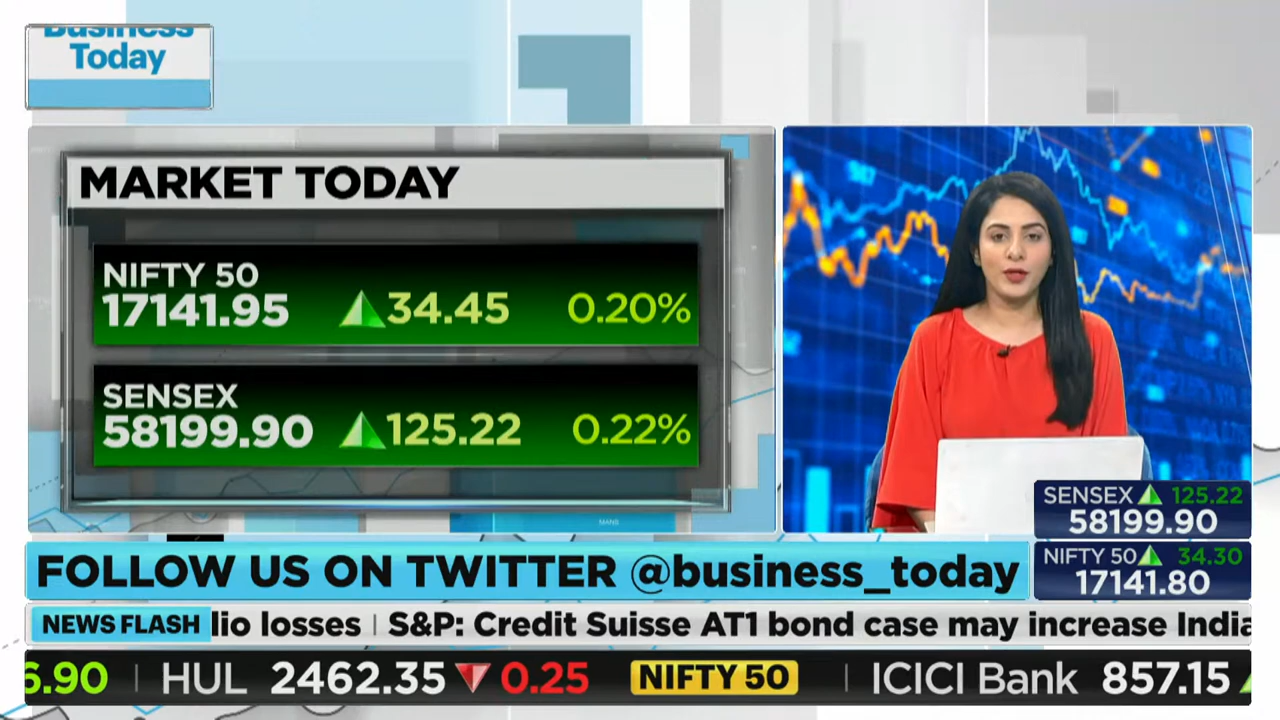 Business
Today
MARKET TODAY
NIFTY 50
17141.95 34.45 0.20%
SENSEX
58199.90 125.22 0.22%
MANS
SENSEX 125.22
58199.90
NIFTY 50 34.30
17141.80
FOLLOW US ON TWITTER @business_today
NEWS FLASH lio losses | S&P: Credit Suisse AT1 bond case may increase India
6.90 | HUL 2462.35 0.25 NIFTY 50 | ICICI Bank 857.15